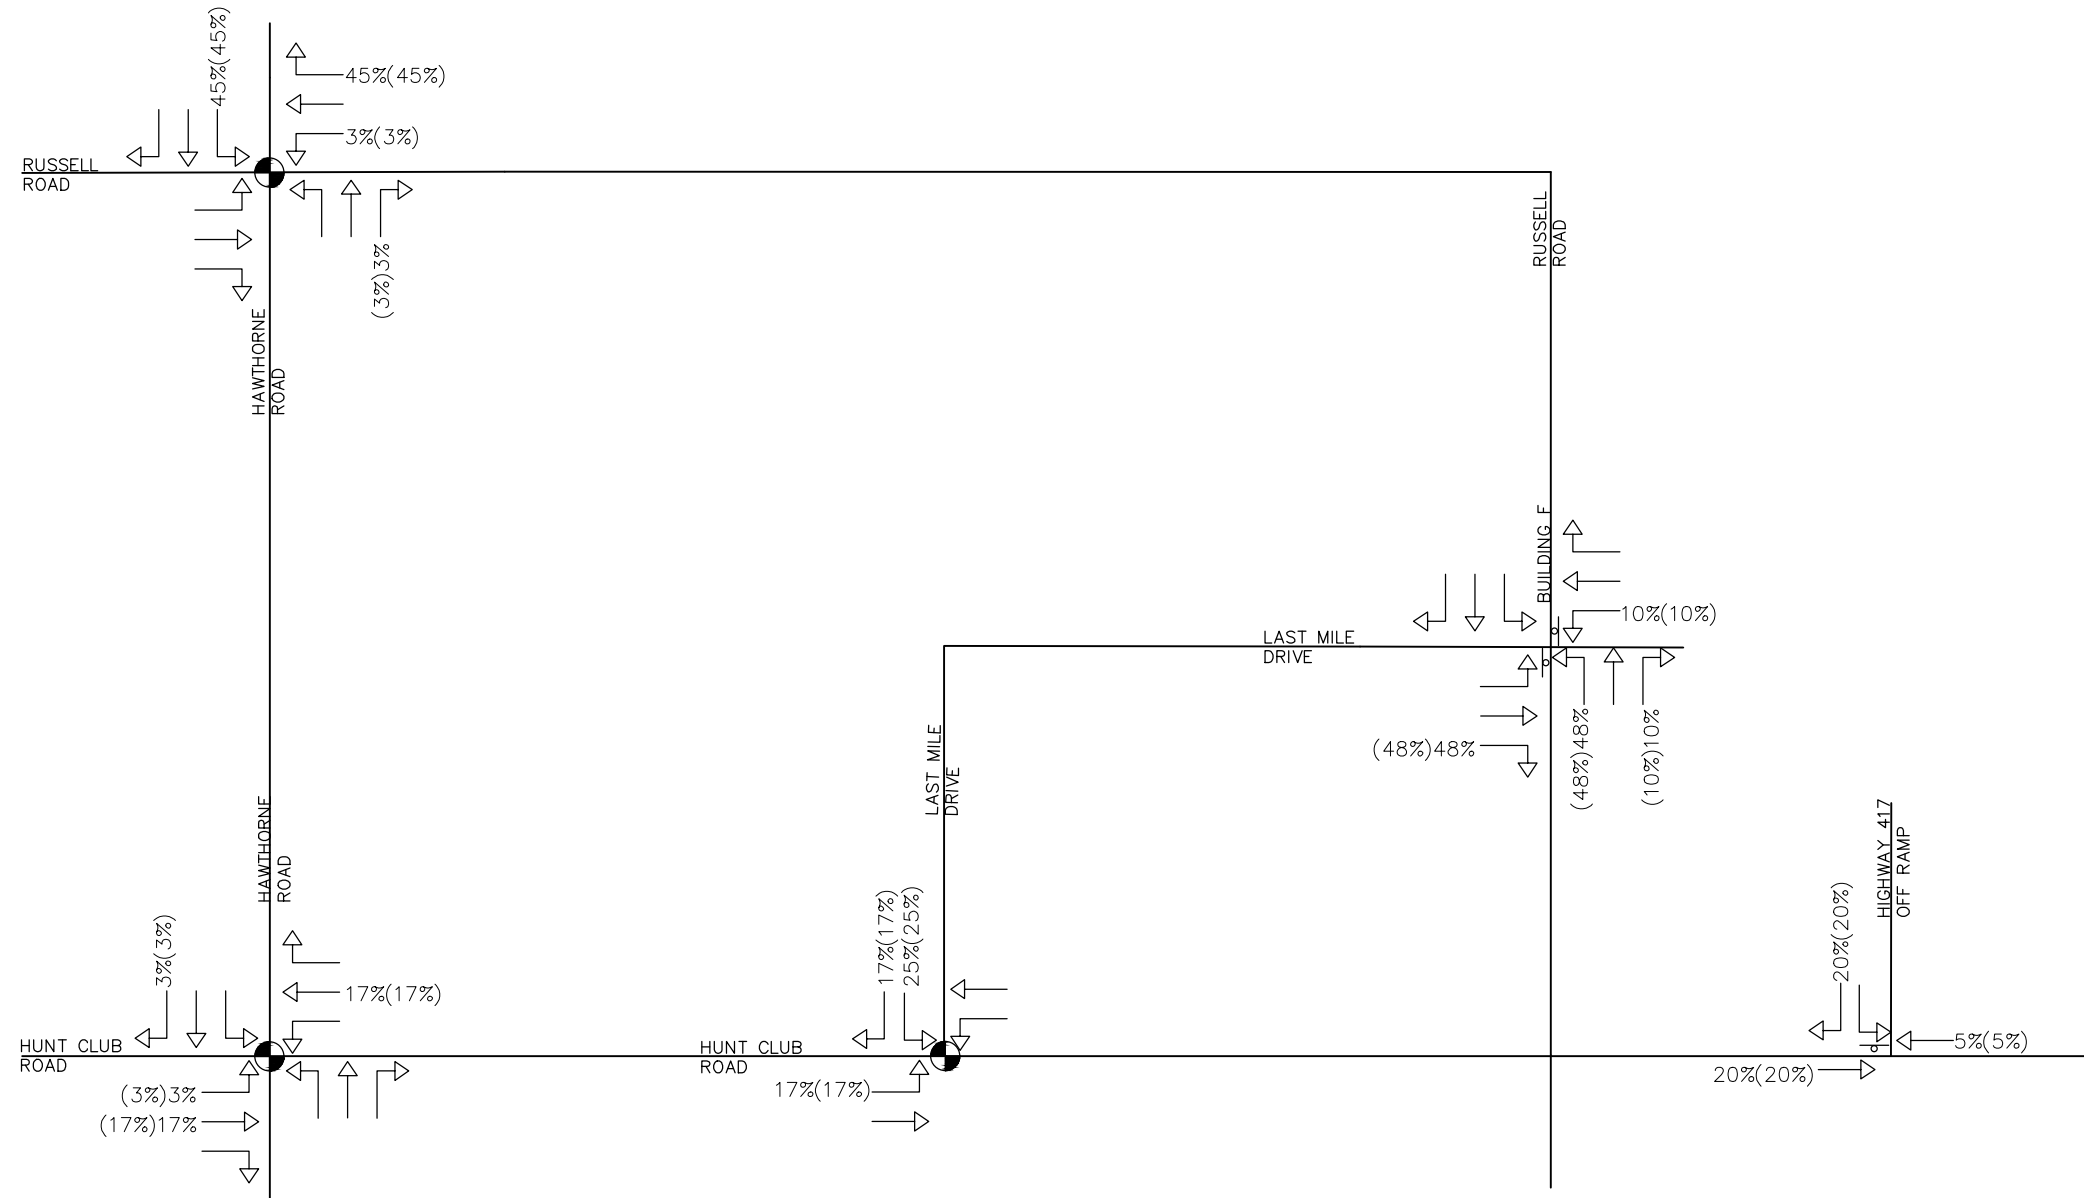 45%(45%)
45%(45%)
3%(3%)
RUSSELL
ROAD
(3%)3%
RUSSELL
ROAD
HAWTHORNE
ROAD
BUILDING F
10%(10%)
LAST MILE
DRIVE
(48%)48%
(48%)48%
(10%)10%
LAST MILE
DRIVE
HAWTHORNE
ROAD
HIGHWAY 417
OFF RAMP
3%(3%)
17%(17%)
17%(17%)
25%(25%)
20%(20%)
HUNT CLUB
ROAD
HUNT CLUB
ROAD
5%(5%)
(3%)3%
(17%)17%
17%(17%)
20%(20%)